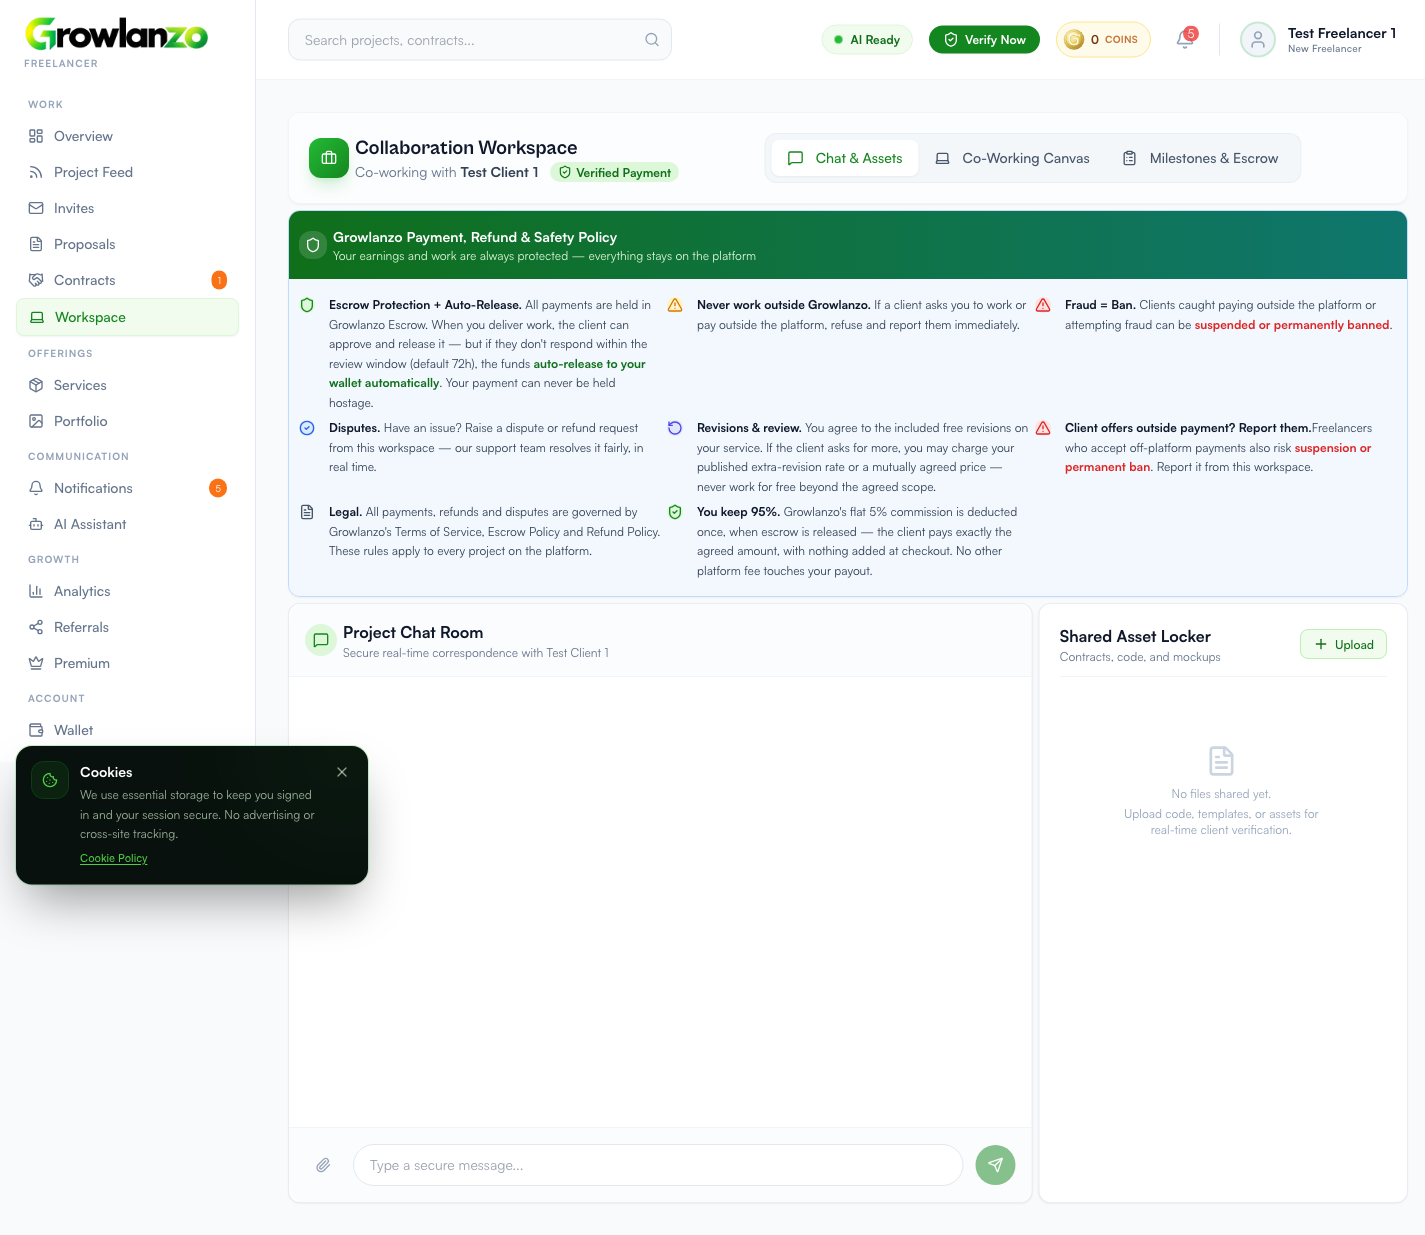 Growlanzo
FREELANCER
Search projects, contracts...
AI Ready
Verify Now
0 COINS
5
Test Freelancer 1
New Freelancer
WORK
Overview
Project Feed
Invites
Proposals
Contracts
1
Workspace
OFFERINGS
Services
Portfolio
COMMUNICATION
Notifications
5
AI Assistant
GROWTH
Analytics
Referrals
Premium
ACCOUNT
Wallet
Cookies
We use essential storage to keep you signed
in and your session secure. No advertising or
cross-site tracking.
Cookie Policy
Collaboration Workspace
Co-working with Test Client 1
Verified Payment
Chat & Assets
Co-Working Canvas
Milestones & Escrow
Growlanzo Payment, Refund & Safety Policy
Your earnings and work are always protected — everything stays on the platform
Escrow Protection + Auto-Release. All payments are held in
Growlanzo Escrow. When you deliver work, the client can
approve and release it — but if they don't respond within the
review window (default 72h), the funds auto-release to your
wallet automatically. Your payment can never be held
hostage.
Never work outside Growlanzo. If a client asks you to work or
pay outside the platform, refuse and report them immediately.
Fraud = Ban. Clients caught paying outside the platform or
attempting fraud can be suspended or permanently banned.
Disputes. Have an issue? Raise a dispute or refund request
from this workspace — our support team resolves it fairly, in
real time.
Revisions & review. You agree to the included free revisions on
your service. If the client asks for more, you may charge your
published extra-revision rate or a mutually agreed price —
never work for free beyond the agreed scope.
Client offers outside payment? Report them.Freelancers
who accept off-platform payments also risk suspension or
permanent ban. Report it from this workspace.
Legal. All payments, refunds and disputes are governed by
Growlanzo's Terms of Service, Escrow Policy and Refund Policy.
These rules apply to every project on the platform.
You keep 95%. Growlanzo's flat 5% commission is deducted
once, when escrow is released — the client pays exactly the
agreed amount, with nothing added at checkout. No other
platform fee touches your payout.
Project Chat Room
Secure real-time correspondence with Test Client 1
Type a secure message...
Shared Asset Locker
Contracts, code, and mockups
Upload
No files shared yet.
Upload code, templates, or assets for
real-time client verification.